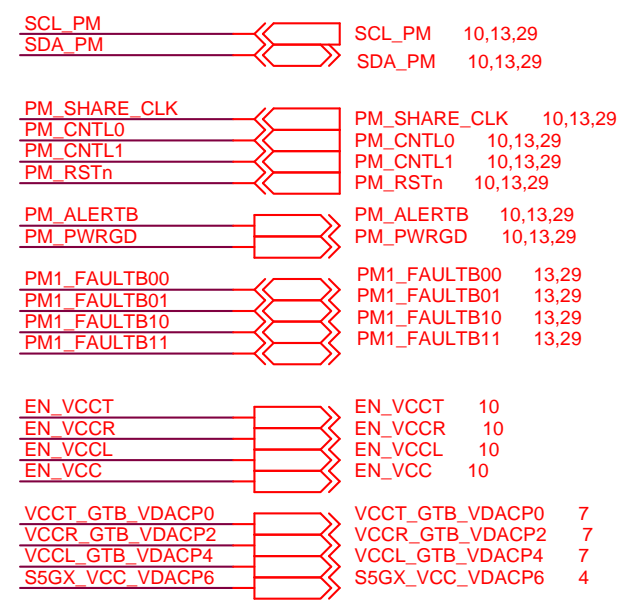 SCL_PM SCL_PM 10,13,29
SDA_PM SDA_PM 10,13,29
PM_SHARE_CLK PM_SHARE_CLK 10,13,29
PM_CNTL0 PM_CNTL0 10,13,29
PM_CNTL1 PM_CNTL1 10,13,29
PM_RSTn PM_RSTn 10,13,29
PM_ALERTB PM_ALERTB 10,13,29
PM_PWRGD PM_PWRGD 10,13,29
PM1_FAULTB00 PM1_FAULTB00 13,29
PM1_FAULTB01 PM1_FAULTB01 13,29
PM1_FAULTB10 PM1_FAULTB10 13,29
PM1_FAULTB11 PM1_FAULTB11 13,29
EN_VCCT EN_VCCT 10
EN_VCCR EN_VCCR 10
EN_VCCL EN_VCCL 10
EN_VCC EN_VCC 10
VCCT_GTB_VDACP0 VCCT_GTB_VDACP0 7
VCCR_GTB_VDACP2 VCCR_GTB_VDACP2 7
VCCL_GTB_VDACP4 VCCL_GTB_VDACP4 7
S5GX_VCC_VDACP6 S5GX_VCC_VDACP6 4